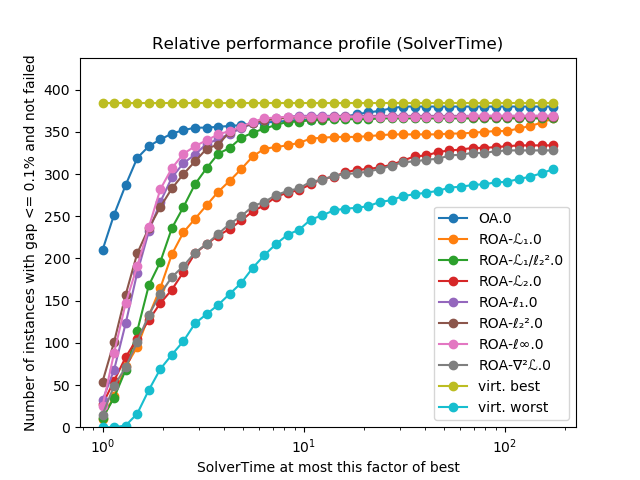 Relative performance profile (SolverTime)
Number of instances with gap <= 0.1% and not failed
400
350
300
250
200
150
100
50
0
10⁰ 10¹ 10²
SolverTime at most this factor of best
OA.0
ROA-ℒ₁.0
ROA-ℒ₁/ℓ₂².0
ROA-ℒ₂.0
ROA-ℓ₁.0
ROA-ℓ₂².0
ROA-ℓ∞.0
ROA-∇²ℒ.0
virt. best
virt. worst